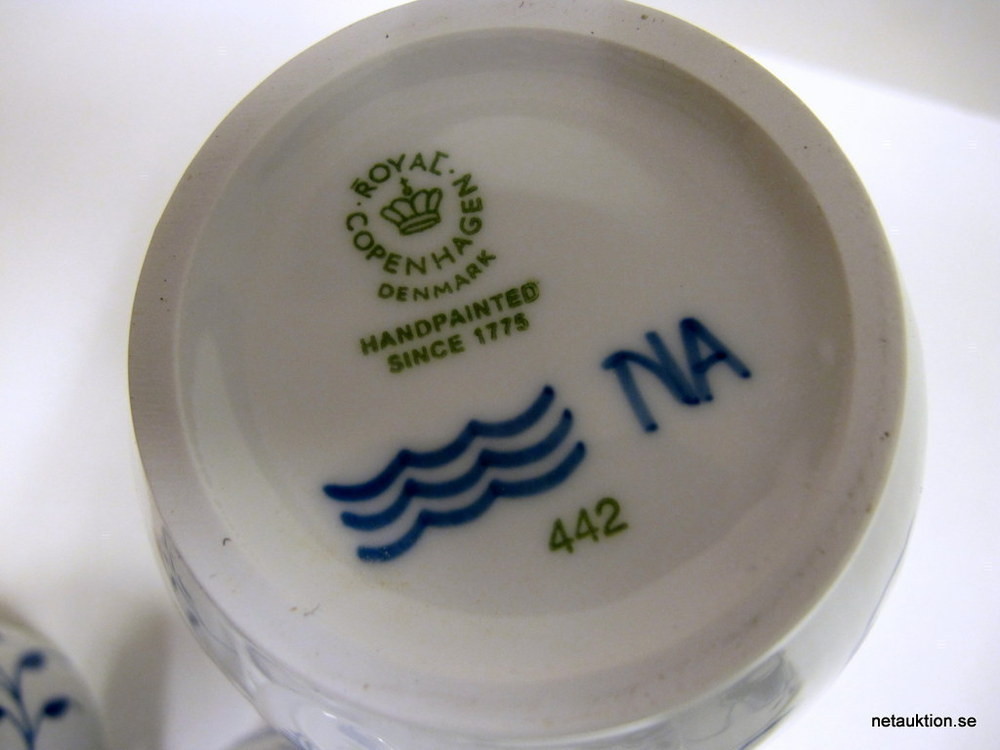 ROYAL
COPENHAGEN
DENMARK
HANDPAINTED
SINCE 1775
NA
442
netauktion.se